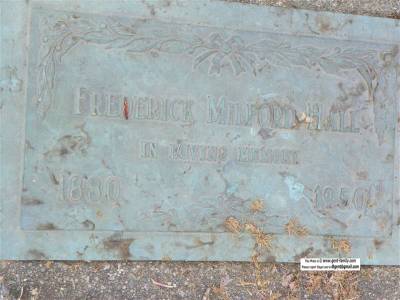 FREDERICK MILFORD HALL
IN LOVING MEMORY
1880 1950